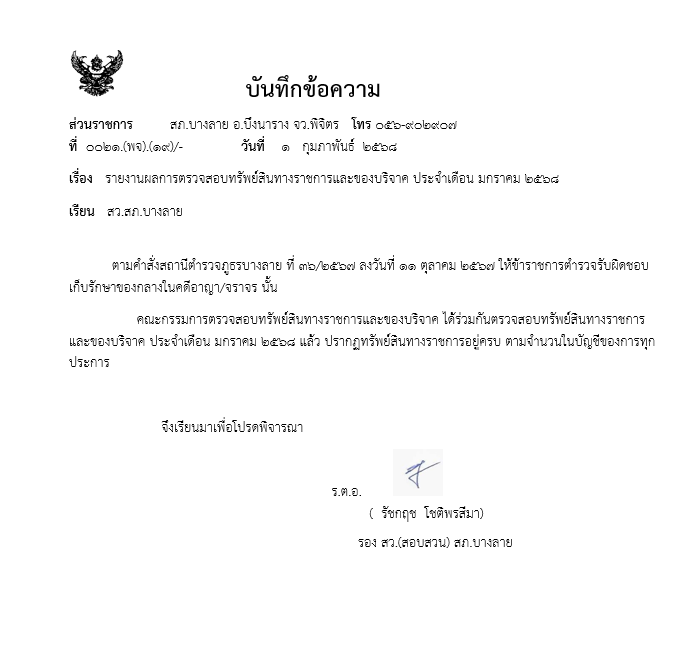 บันทึกข้อความ
ส่วนราชการ สภ.บางลาย อ.บึงนาราง จว.พิจิตร โทร ๐๕๖-๙๐๒๙๐๗
ที่ ๐๐๒๑.(พจ).(๑๙)/- วันที่ ๑ กุมภาพันธ์ ๒๕๖๘
เรื่อง รายงานผลการตรวจสอบทรัพย์สินทางราชการและของบริจาค ประจำเดือน มกราคม ๒๕๖๘
เรียน สว.สภ.บางลาย
ตามคำสั่งสถานีตำรวจภูธรบางลาย ที่ ๓๖/๒๕๖๗ ลงวันที่ ๑๑ ตุลาคม ๒๕๖๗ ให้ข้าราชการตำรวจรับผิดชอบ
เก็บรักษาของกลางในคดีอาญา/จราจร นั้น
คณะกรรมการตรวจสอบทรัพย์สินทางราชการและของบริจาค ได้ร่วมกันตรวจสอบทรัพย์สินทางราชการ
และของบริจาค ประจำเดือน มกราคม ๒๕๖๘ แล้ว ปรากฏทรัพย์สินทางราชการอยู่ครบ ตามจำนวนในบัญชีของการทุก
ประการ
จึงเรียนมาเพื่อโปรดพิจารณา
ร.ต.อ.
( รัชกฤช โชติพรสีมา)
รอง สว.(สอบสวน) สภ.บางลาย